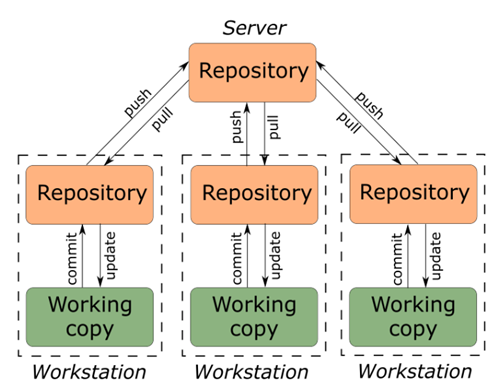 Server
Repository
push
pull
push
pull
push
pull
Repository
Repository
Repository
commit
update
commit
update
commit
update
Working
copy
Working
copy
Working
copy
Workstation
Workstation
Workstation